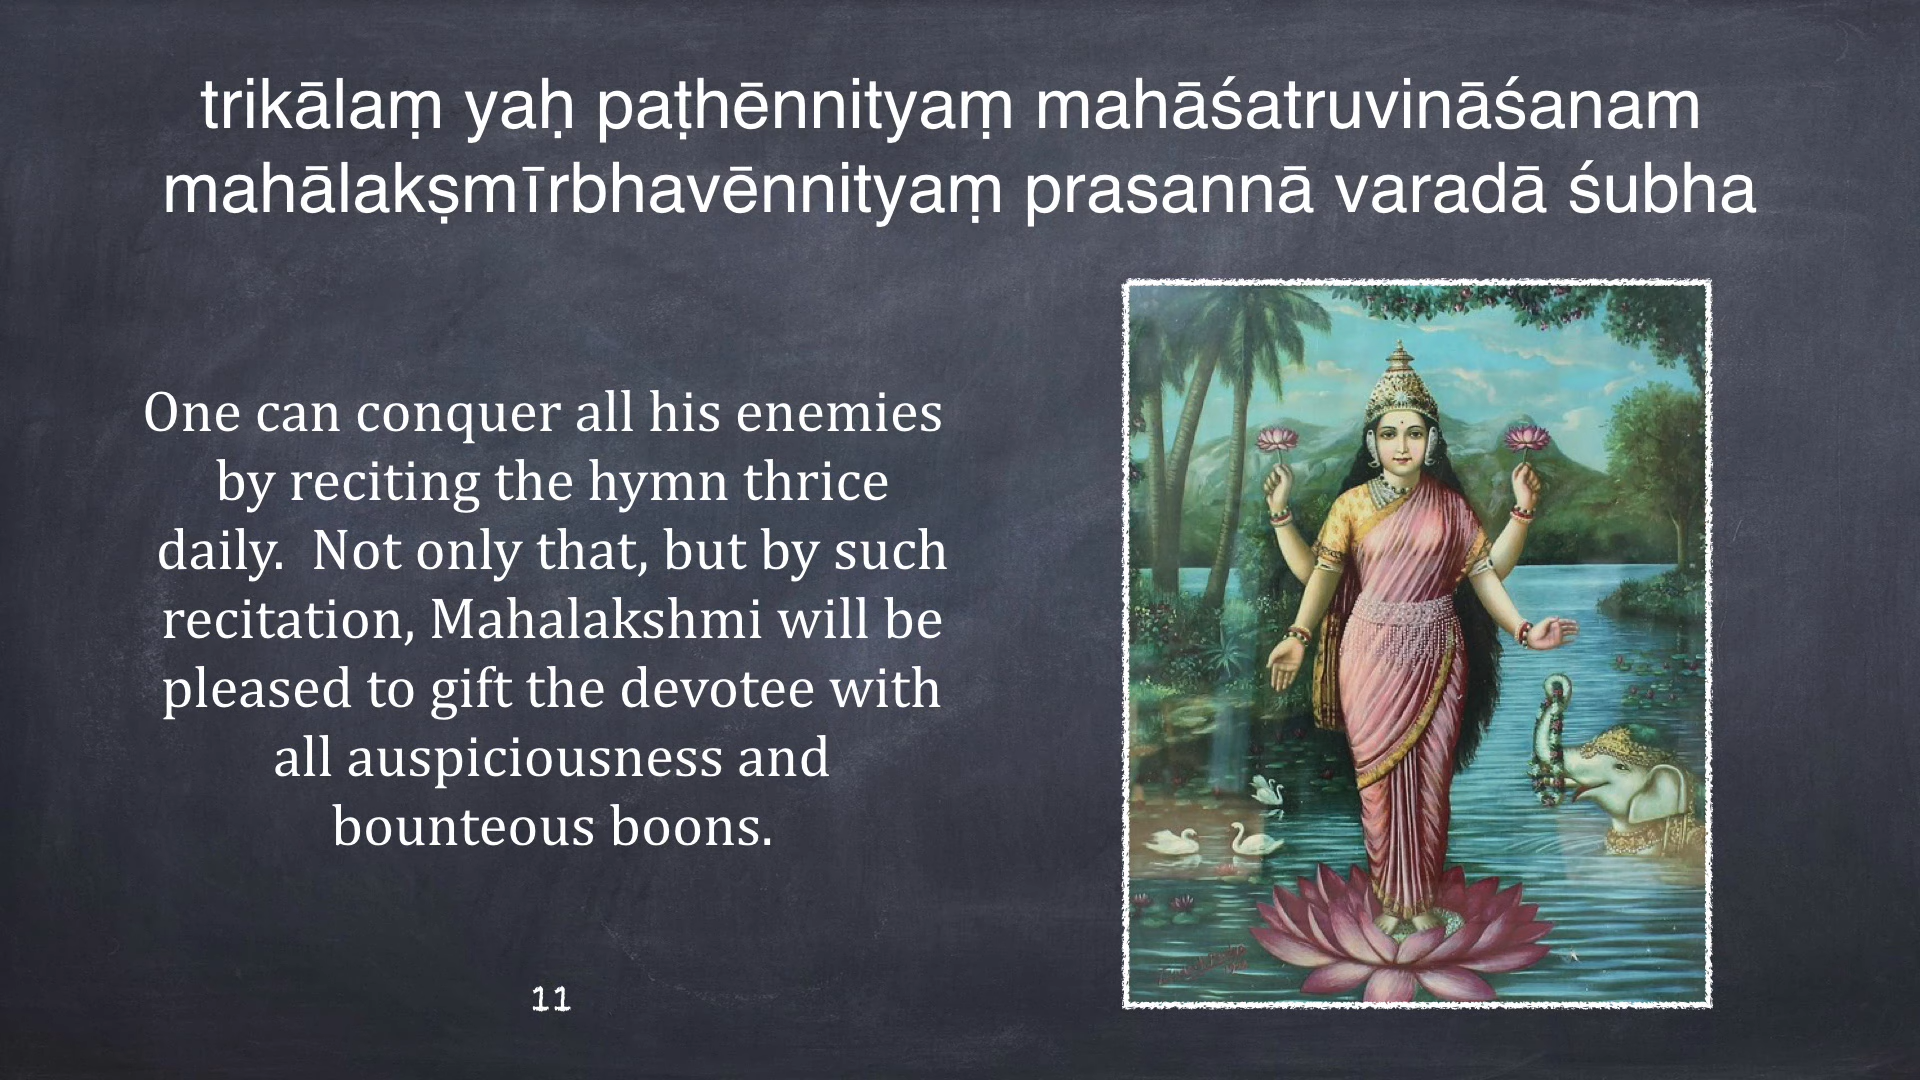 trikālaṃ yaḥ paṭhēnnityaṃ mahāśatruvināśanam
mahālakṣmīrbhavēnnityaṃ prasannā varadā śubha
One can conquer all his enemies
by reciting the hymn thrice
daily.  Not only that, but by such
recitation, Mahalakshmi will be
pleased to gift the devotee with
all auspiciousness and
bounteous boons.
11